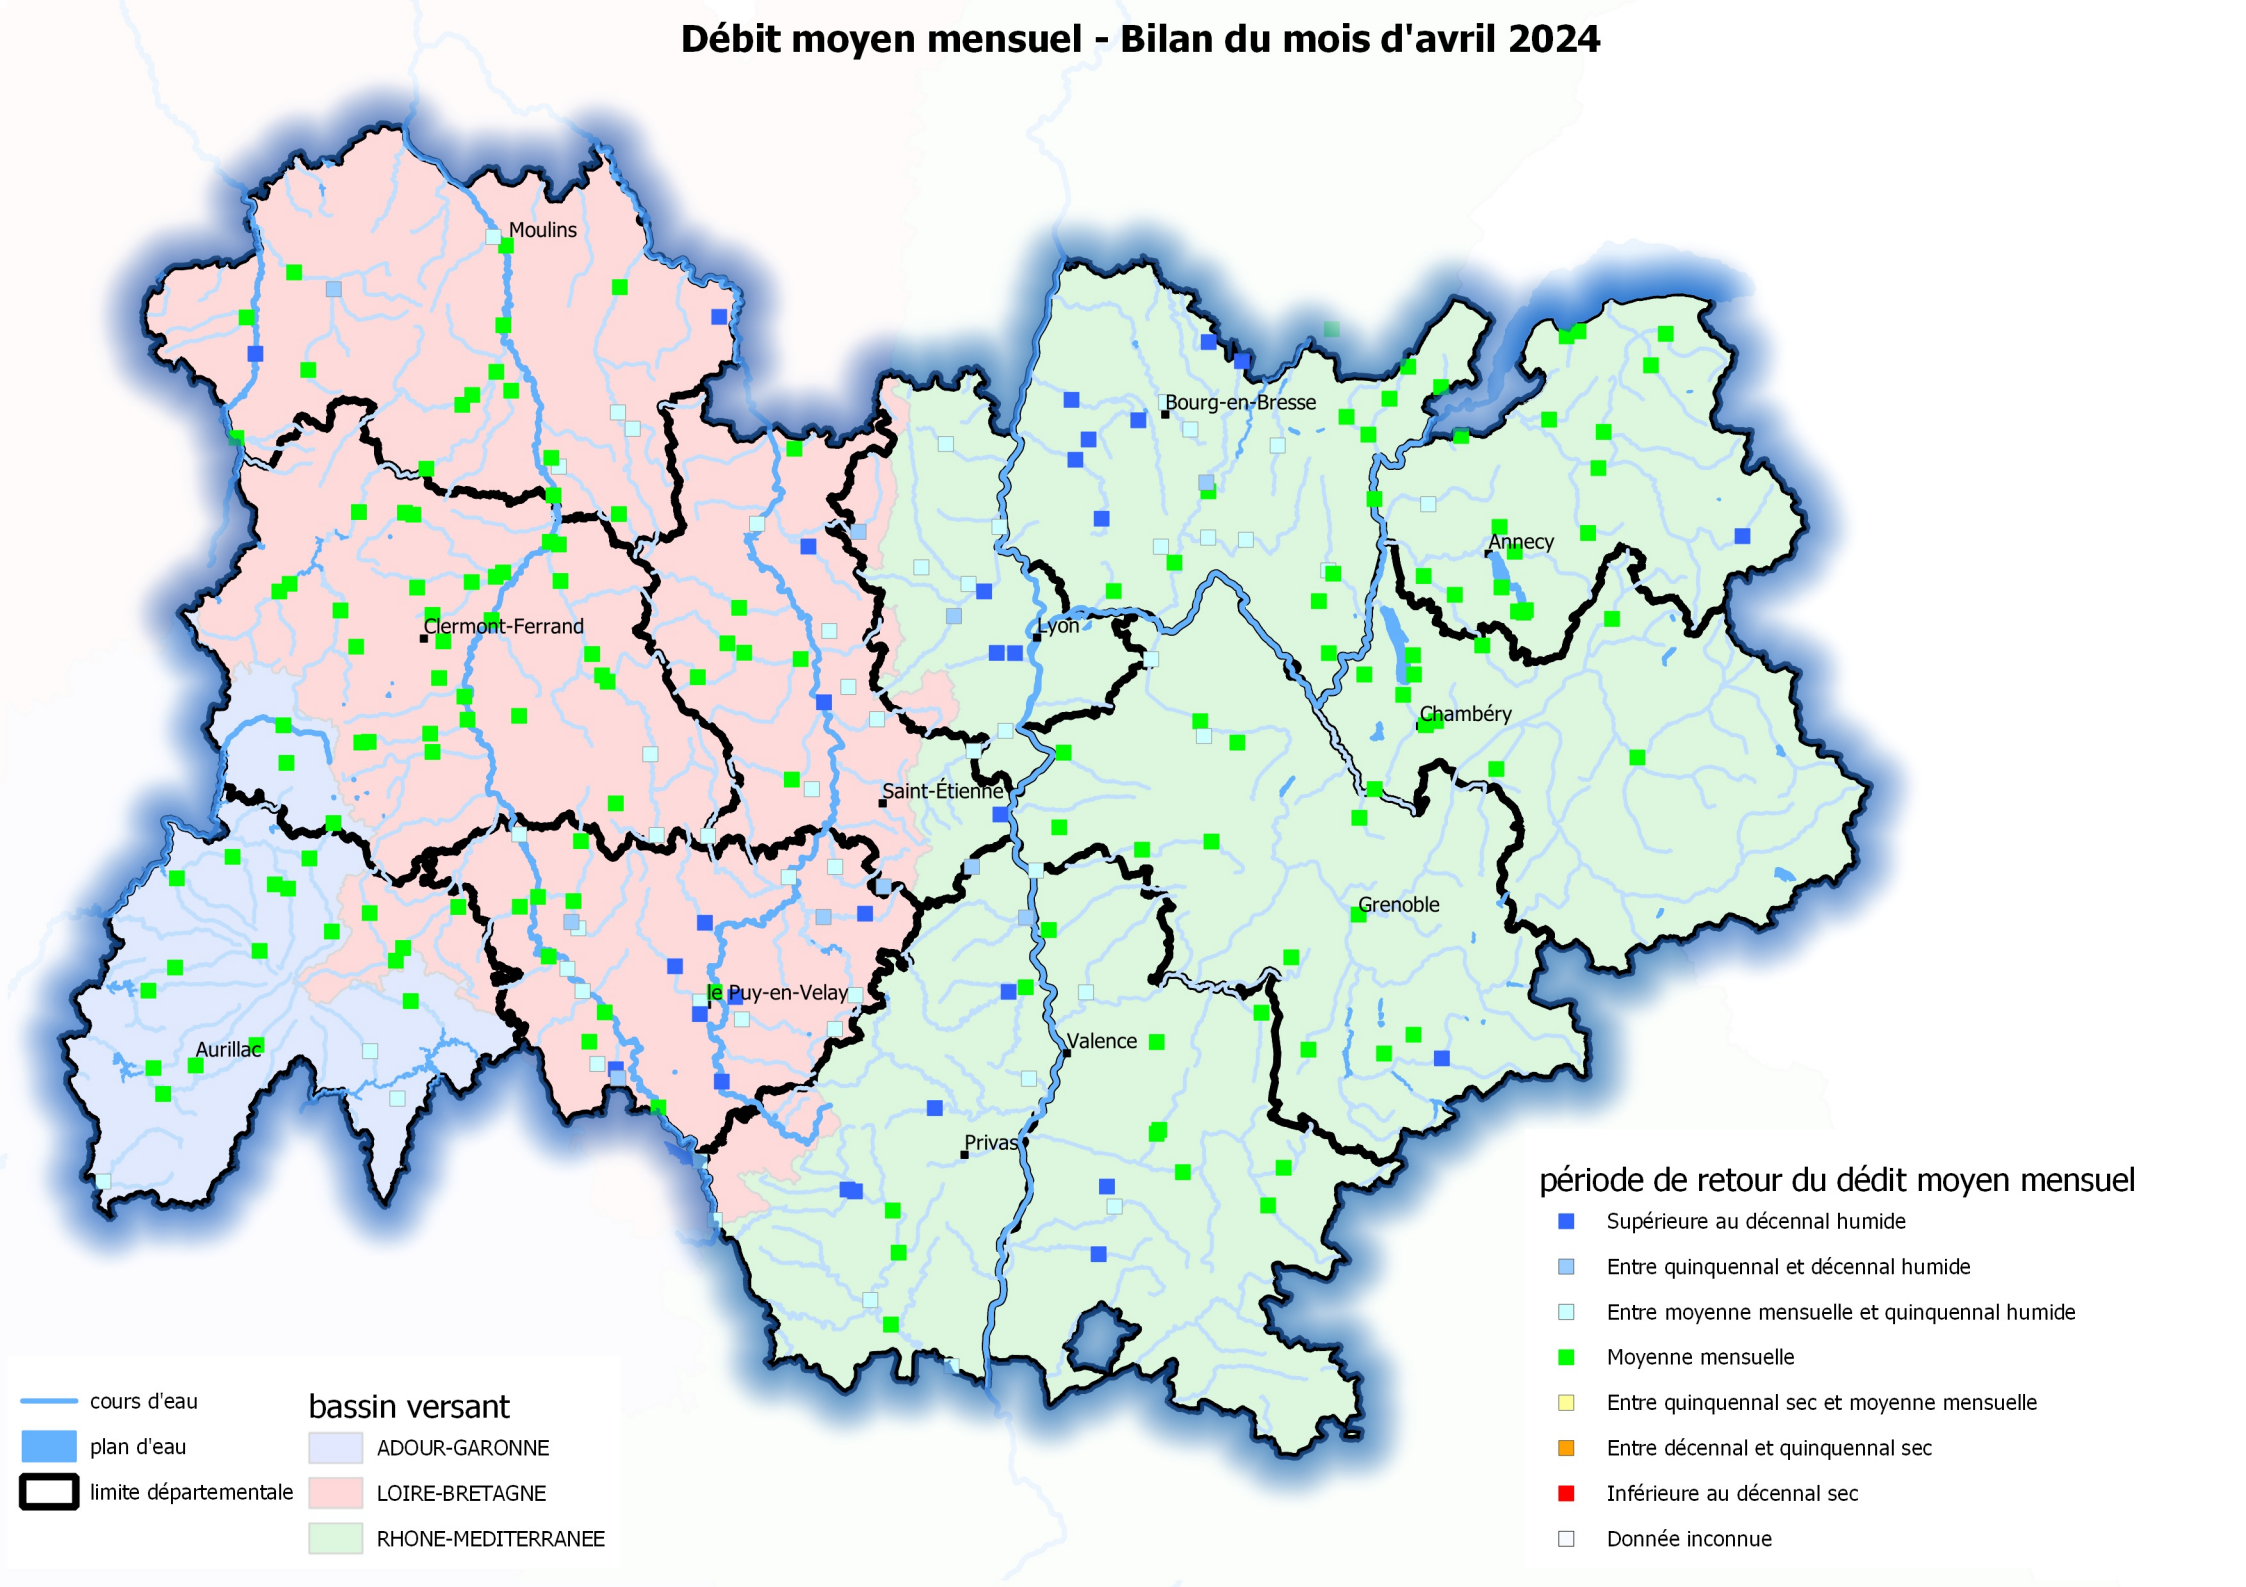 Débit moyen mensuel - Bilan du mois d'avril 2024
Moulins
Bourg-en-Bresse
Annecy
Clermont-Ferrand
Lyon
Chambéry
Saint-Étienne
Grenoble
le Puy-en-Velay
Aurillac
Valence
Privas
période de retour du dédit moyen mensuel
Supérieure au décennal humide
Entre quinquennal et décennal humide
Entre moyenne mensuelle et quinquennal humide
Moyenne mensuelle
Entre quinquennal sec et moyenne mensuelle
Entre décennal et quinquennal sec
Inférieure au décennal sec
Donnée inconnue
cours d'eau
plan d'eau
limite départementale
bassin versant
ADOUR-GARONNE
LOIRE-BRETAGNE
RHONE-MEDITERRANEE